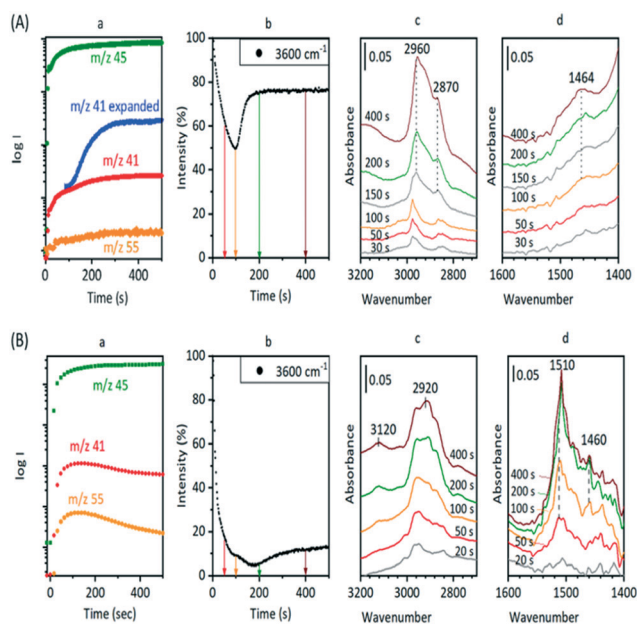 (A)
a
log I
m/z 45
m/z 41 expanded
m/z 41
m/z 55
0 200 400
Time (s)
b
Intensity (%)
100
80
60
40
20
0
3600 cm-1
0 200 400
Time (s)
c
Absorbance
0.05
2960
2870
400 s
200 s
150 s
100 s
50 s
30 s
3200 3000 2800
Wavenumber
d
Absorbance
0.05
1464
400 s
200 s
150 s
100 s
50 s
30 s
1600 1500 1400
Wavenumber
(B)
a
log I
m/z 45
m/z 41
m/z 55
0 200 400
Time (sec)
b
Intensity (%)
100
80
60
40
20
0
3600 cm-1
0 200 400
Time (s)
c
Absorbance
0.05
2920
3120
400 s
200 s
100 s
50 s
20 s
3200 3000 2800
Wavenumber
d
Absorbance
0.05
1510
1460
400 s
200 s
100 s
50 s
20 s
1600 1500 1400
Wavenumber